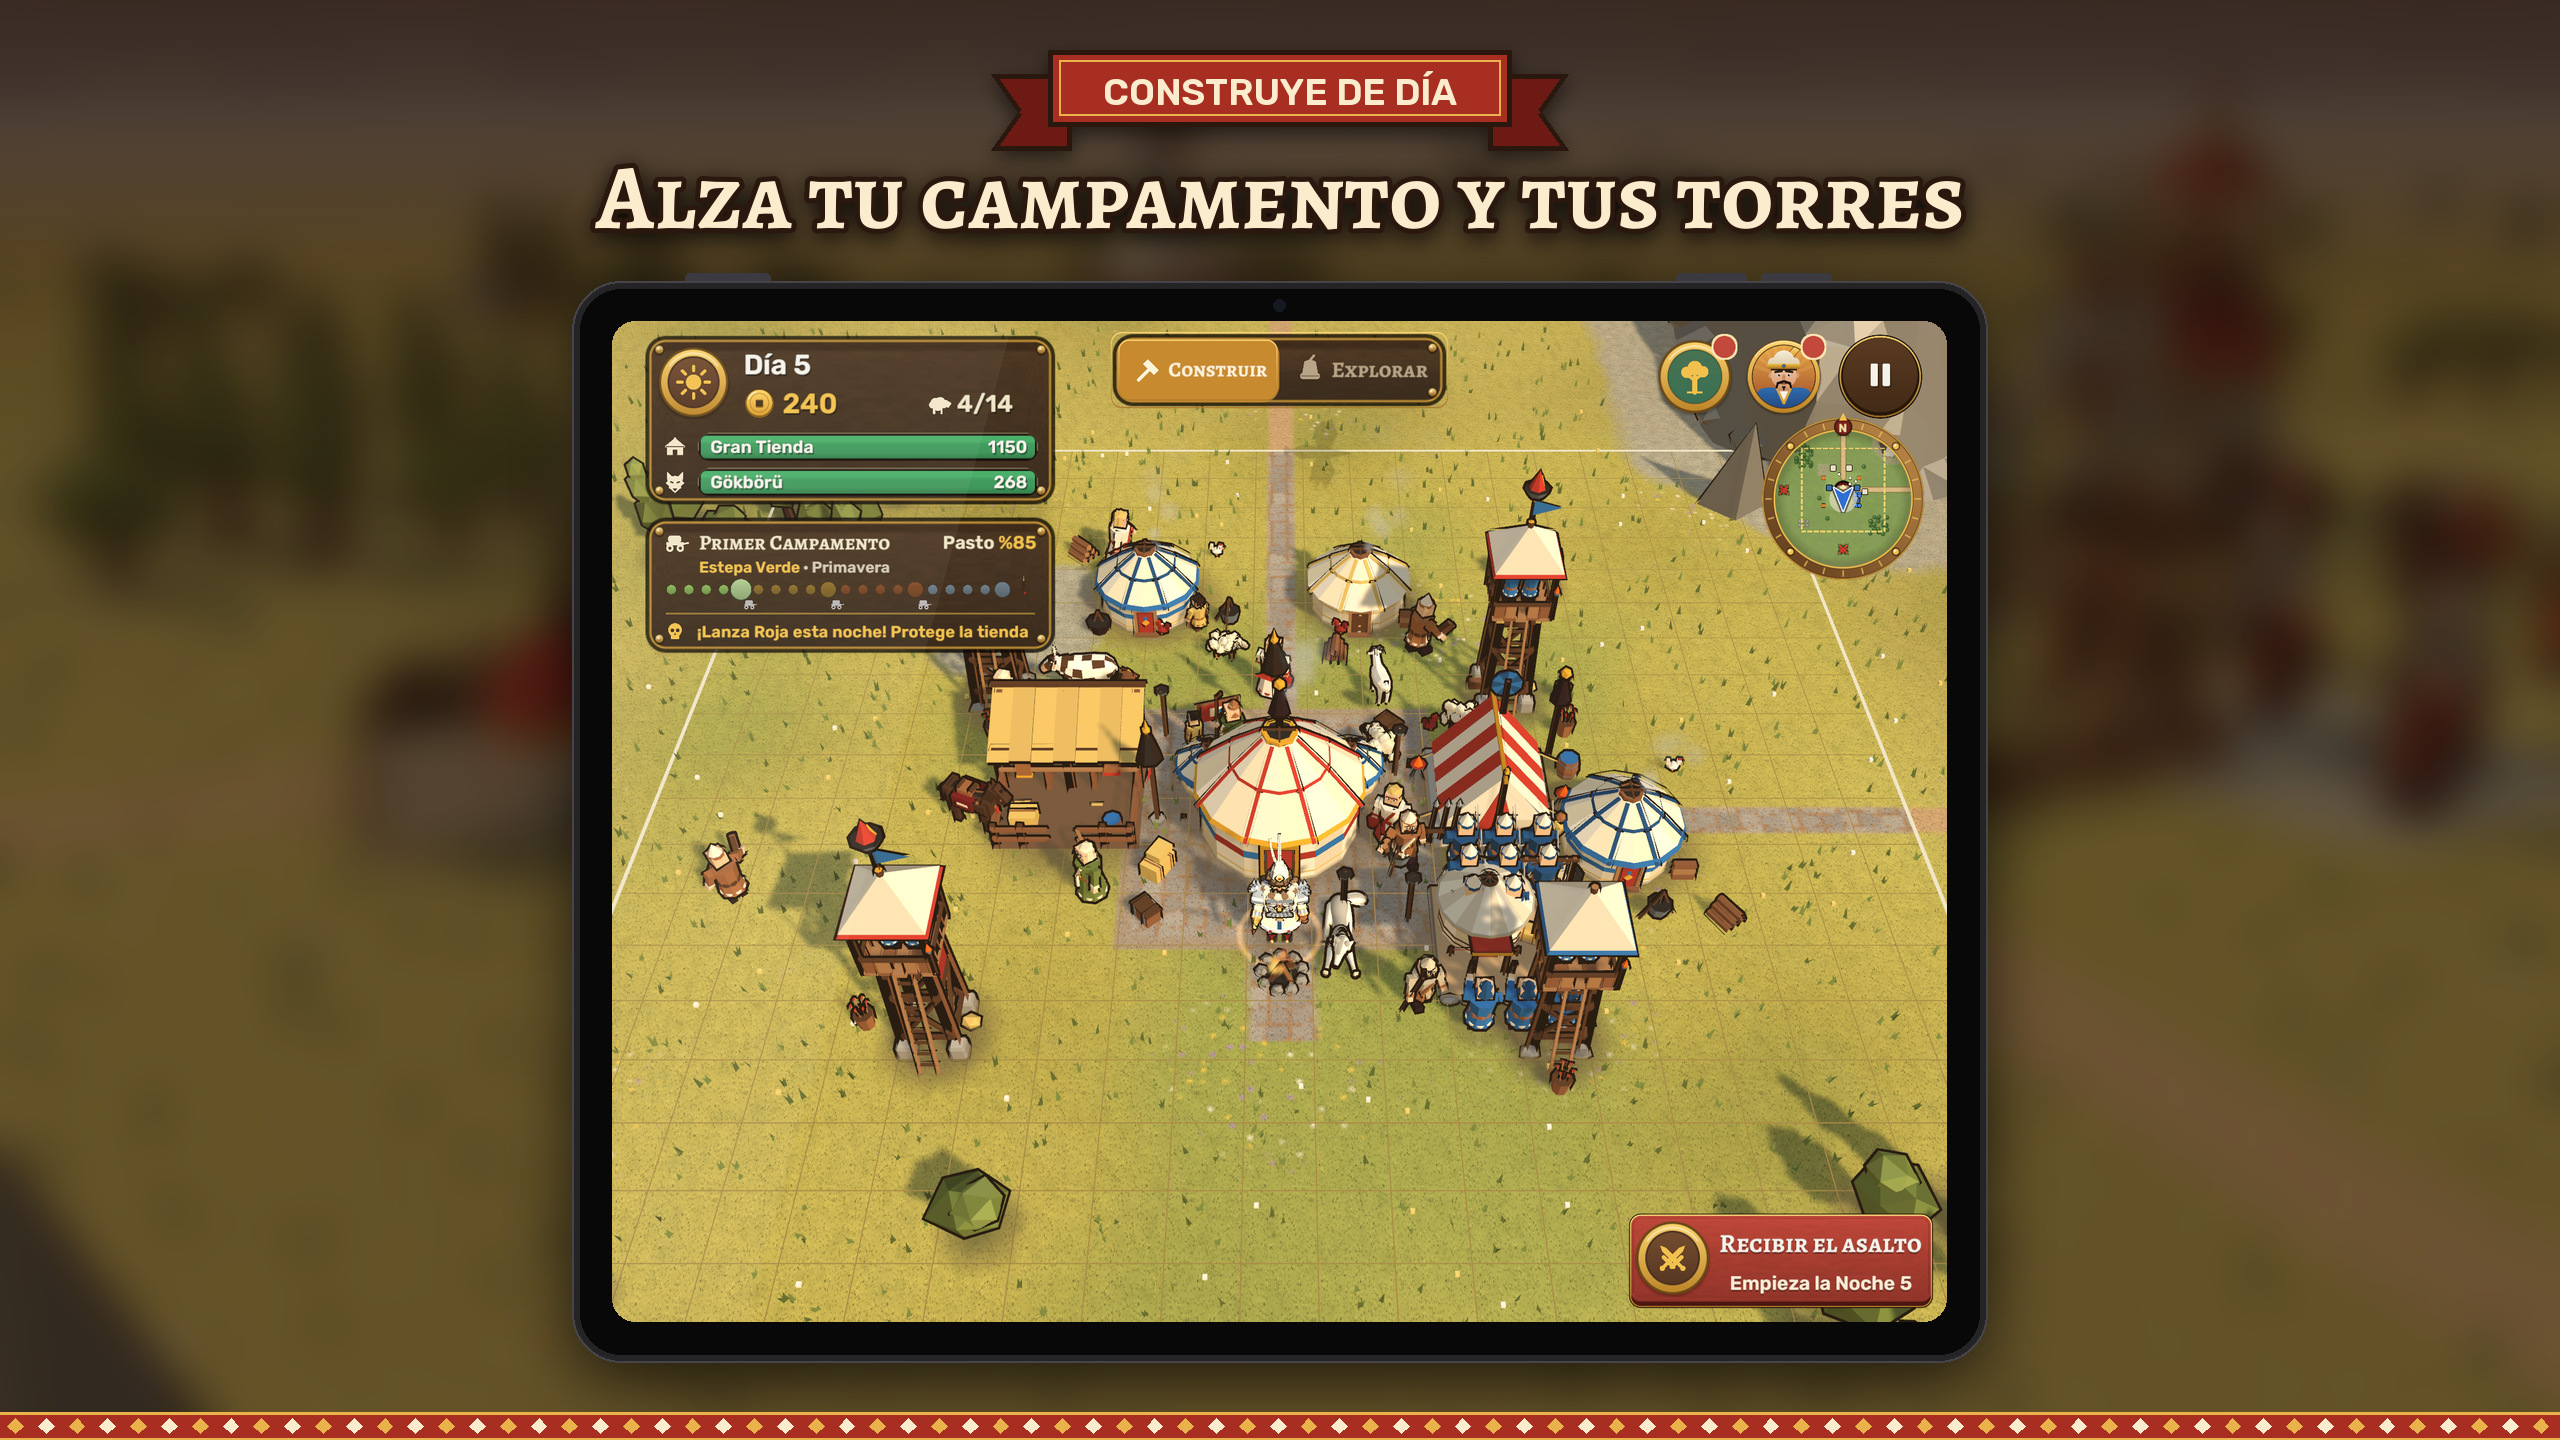 CONSTRUYE DE DÍA
ALZA TU CAMPAMENTO Y TUS TORRES
Día 5
240
4/14
Gran Tienda 1150
Gökbörü 268
CONSTRUIR
EXPLORAR
N
PRIMER CAMPAMENTO Pasto %85
Estepa Verde • Primavera
¡Lanza Roja esta noche! Protege la tienda
RECIBIR EL ASALTO
Empieza la Noche 5